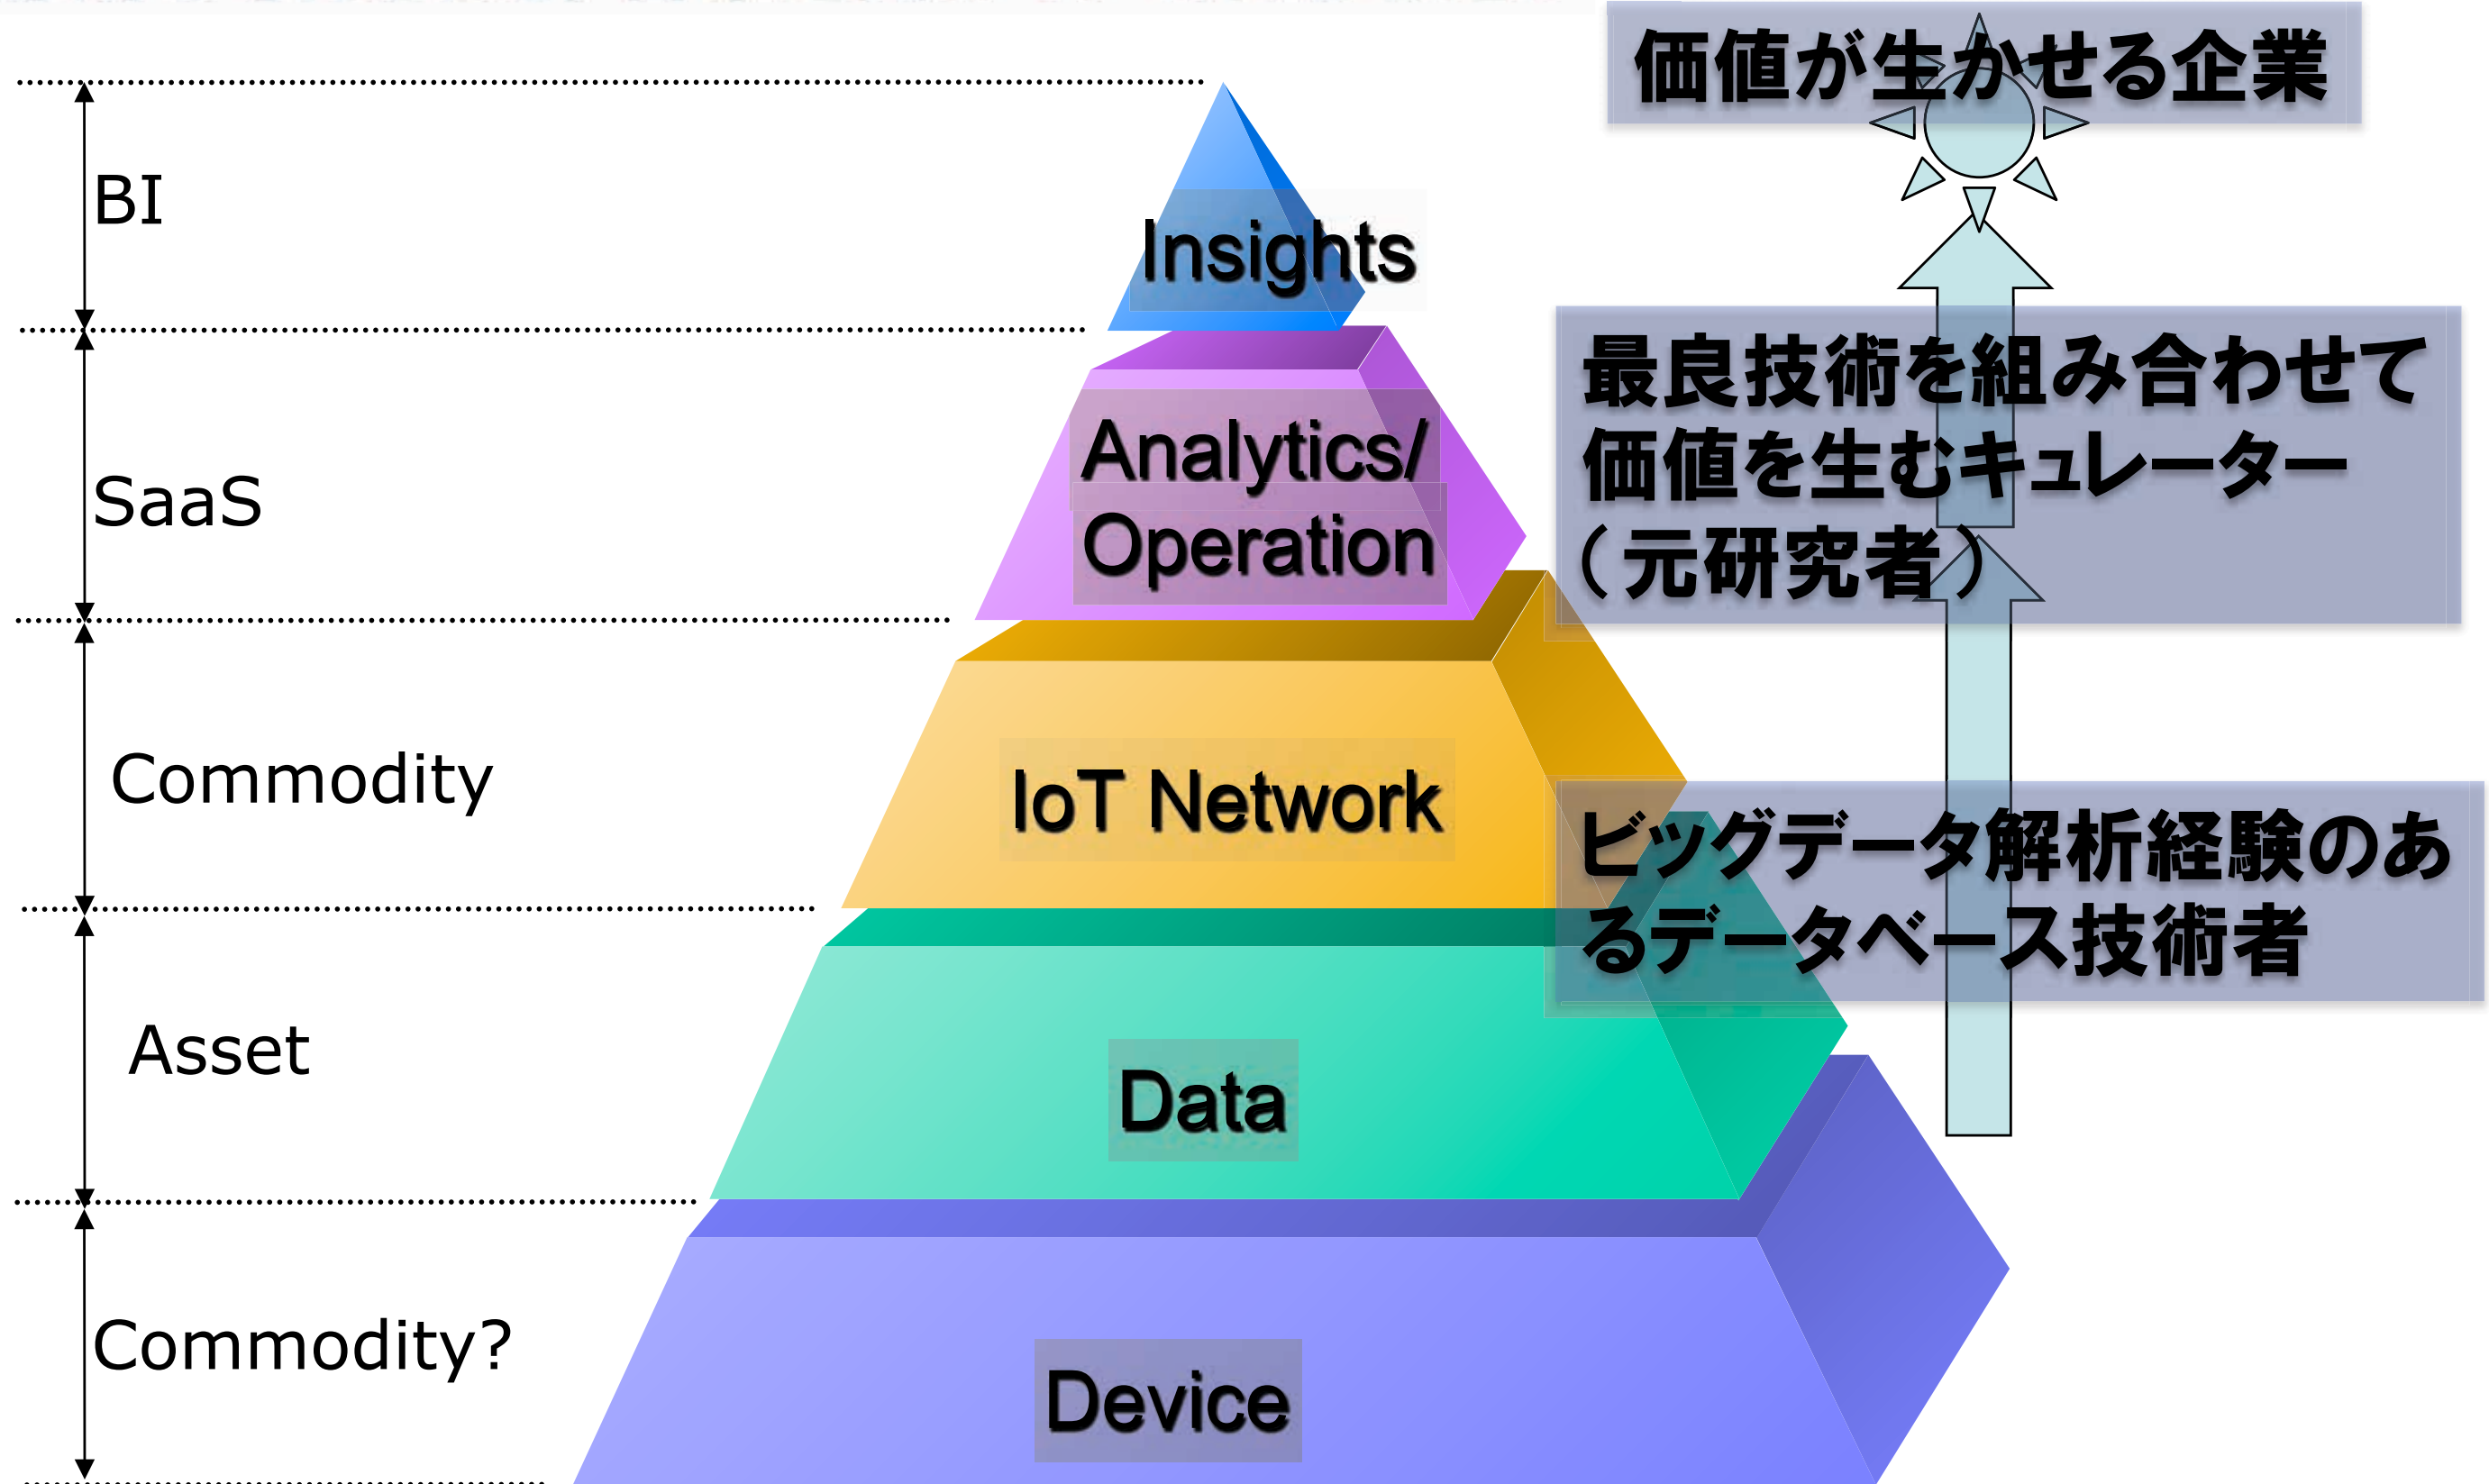 価値が生かせる企業
BI
Insights
最良技術を組み合わせて
価値を生むキュレーター
（元研究者）
SaaS
Analytics/
Operation
Commodity
IoT Network
ビッグデータ解析経験のあ
るデータベース技術者
Asset
Data
Commodity?
Device